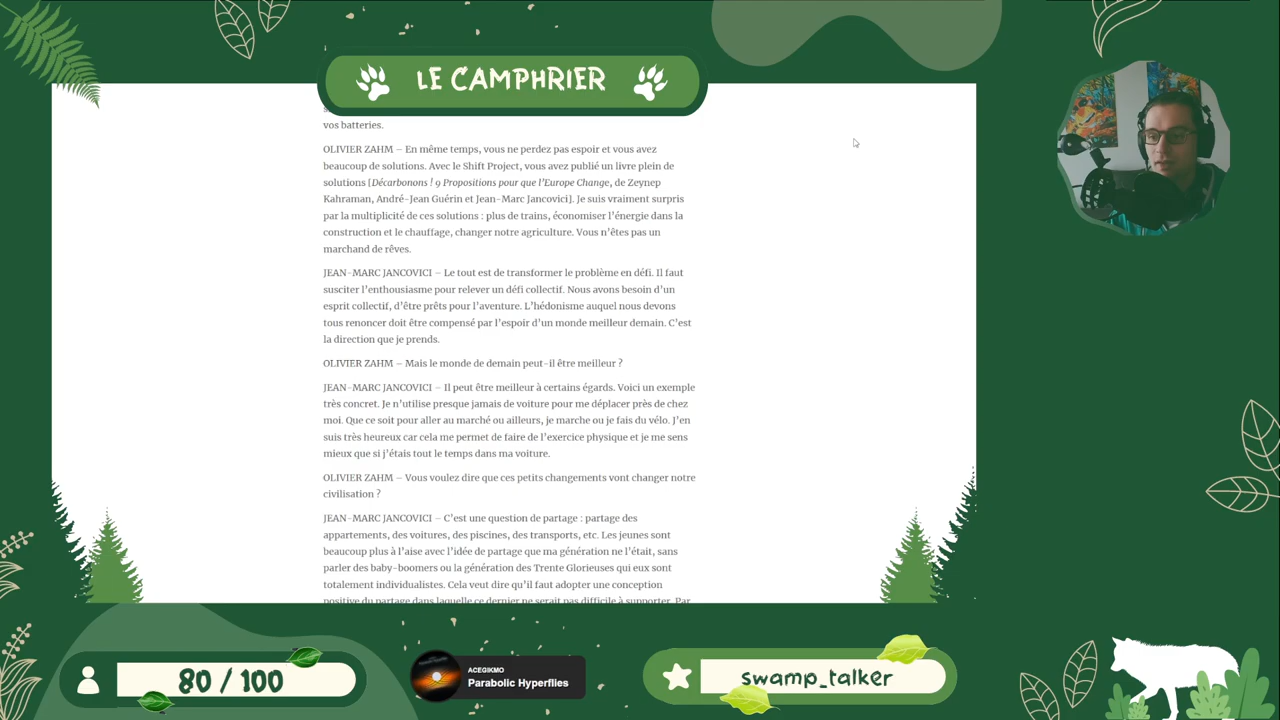 LE CAMPHRIER
vos batteries.
OLIVIER ZAHM – En même temps, vous ne perdez pas espoir et vous avez
beaucoup de solutions. Avec le Shift Project, vous avez publié un livre plein de
solutions [Décarbonons ! 9 Propositions pour que l'Europe Change, de Zeynep
Kahraman, André-Jean Guérin et Jean-Marc Jancovici]. Je suis vraiment surpris
par la multiplicité de ces solutions : plus de trains, économiser l'énergie dans la
construction et le chauffage, changer notre agriculture. Vous n'êtes pas un
marchand de rêves.
JEAN-MARC JANCOVICI – Le tout est de transformer le problème en défi. Il faut
susciter l'enthousiasme pour relever un défi collectif. Nous avons besoin d'un
esprit collectif, d'être prêts pour l'aventure. L'hédonisme auquel nous devons
tous renoncer doit être compensé par l'espoir d'un monde meilleur demain. C'est
la direction que je prends.
OLIVIER ZAHM – Mais le monde de demain peut-il être meilleur ?
JEAN-MARC JANCOVICI – Il peut être meilleur à certains égards. Voici un exemple
très concret. Je n'utilise presque jamais de voiture pour me déplacer près de chez
moi. Que ce soit pour aller au marché ou ailleurs, je marche ou je fais du vélo. J'en
suis très heureux car cela me permet de faire de l'exercice physique et je me sens
mieux que si j'étais tout le temps dans ma voiture.
OLIVIER ZAHM – Vous voulez dire que ces petits changements vont changer notre
civilisation ?
JEAN-MARC JANCOVICI – C'est une question de partage : partage des
appartements, des voitures, des piscines, des transports, etc. Les jeunes sont
beaucoup plus à l'aise avec l'idée de partage que ma génération ne l'était, sans
parler des baby-boomers ou la génération des Trente Glorieuses qui eux sont
totalement individualistes. Cela veut dire qu'il faut adopter une conception
positive du partage dans laquelle ce dernier ne serait pas difficile à supporter. Par
80 / 100
ACEGIKMO
Parabolic Hyperflies
swamp_talker